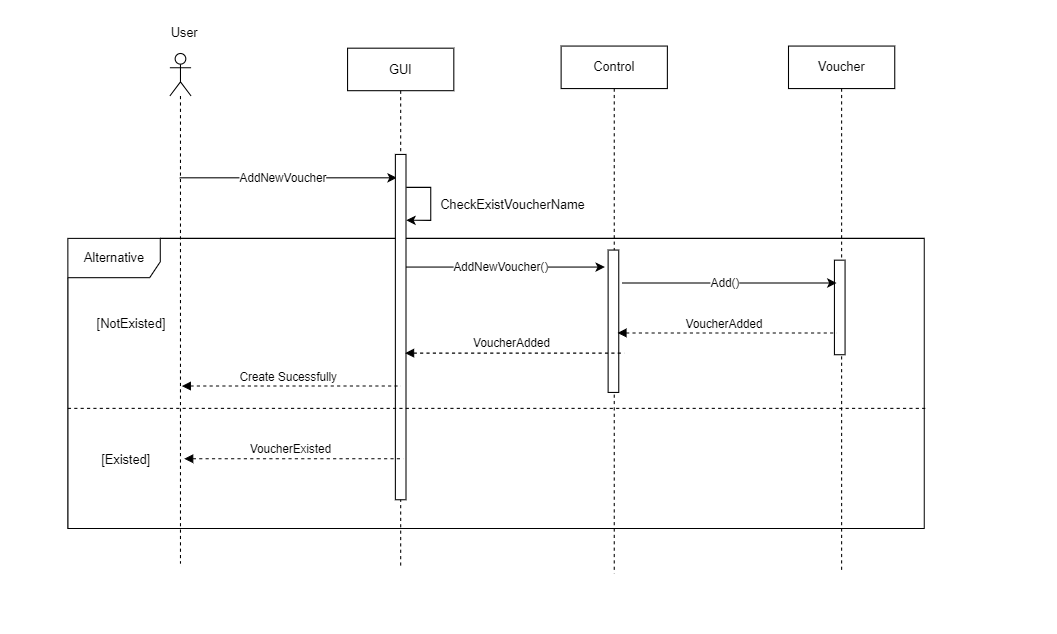 User
GUI
Control
Voucher
AddNewVoucher
CheckExistVoucherName
Alternative
AddNewVoucher()
Add()
[NotExisted]
VoucherAdded
VoucherAdded
Create Sucessfully
VoucherExisted
[Existed]